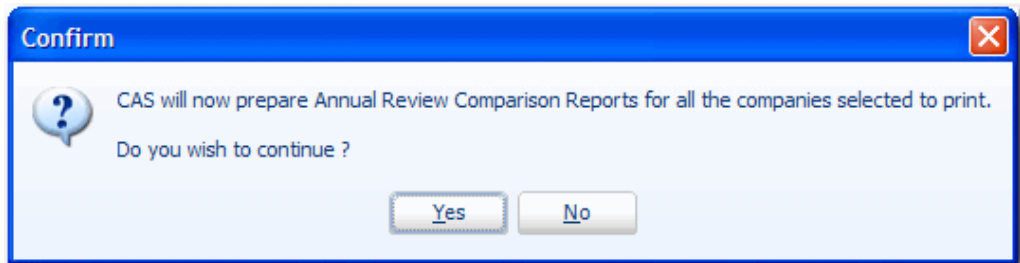 Confirm
CAS will now prepare Annual Review Comparison Reports for all the companies selected to print.
Do you wish to continue ?
Yes No